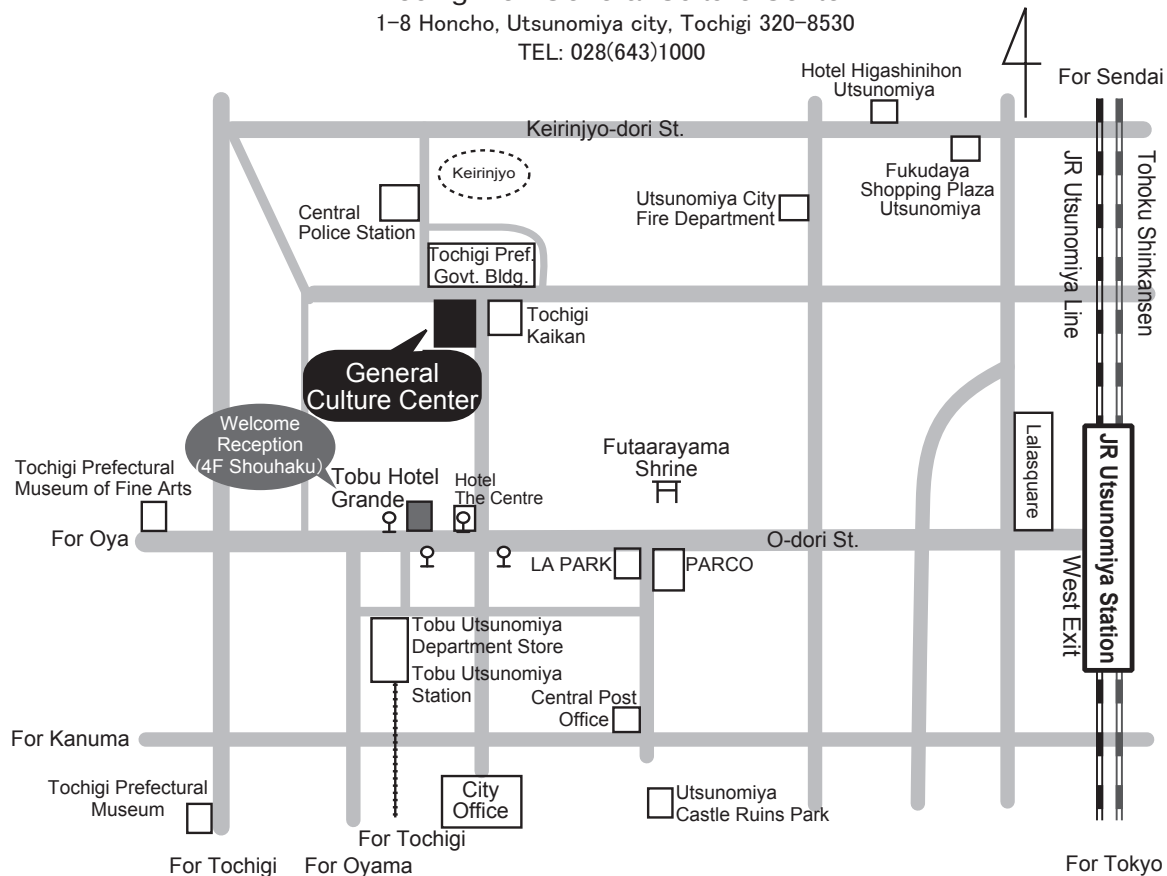 1-8 Honcho, Utsunomiya city, Tochigi 320-8530
TEL: 028(643)1000
Hotel Higashinihon
Utsunomiya
For Sendai
Keirinjyo-dori St.
Keirinjyo
Central
Police Station
Utsunomiya City
Fire Department
Fukudaya
Shopping Plaza
Utsunomiya
JR Utsunomiya Line
Tohoku Shinkansen
Tochigi Pref.
Govt. Bldg.
Tochigi
Kaikan
General
Culture Center
Welcome
Reception
(4F Shouhaku)
Tochigi Prefectural
Museum of Fine Arts
Tobu Hotel
Grande
Hotel
The Centre
Futaarayama
Shrine
Lalasquare
JR Utsunomiya Station
West Exit
For Oya
O-dori St.
LA PARK
PARCO
Tobu Utsunomiya
Department Store
Tobu Utsunomiya
Station
Central Post
Office
For Kanuma
Tochigi Prefectural
Museum
City
Office
Utsunomiya
Castle Ruins Park
For Tochigi
For Tochigi
For Oyama
For Tokyo